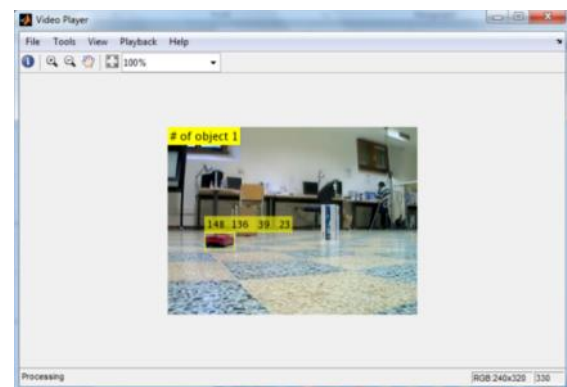 Video Player
File Tools View Playback Help
100%
# of object 1
148 136 39 23
Processing
RGB:240x320 330